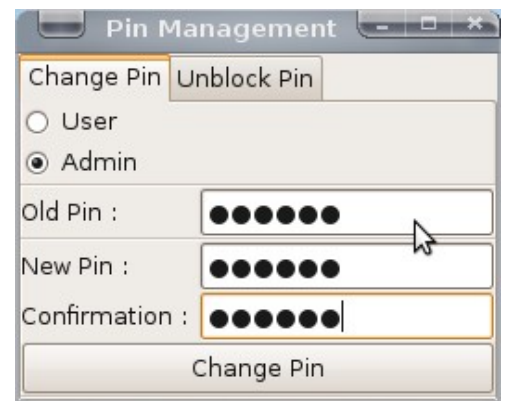 Pin Management
Change Pin Unblock Pin
User
Admin
Old Pin : ●●●●●●
New Pin : ●●●●●●
Confirmation : ●●●●●●
Change Pin